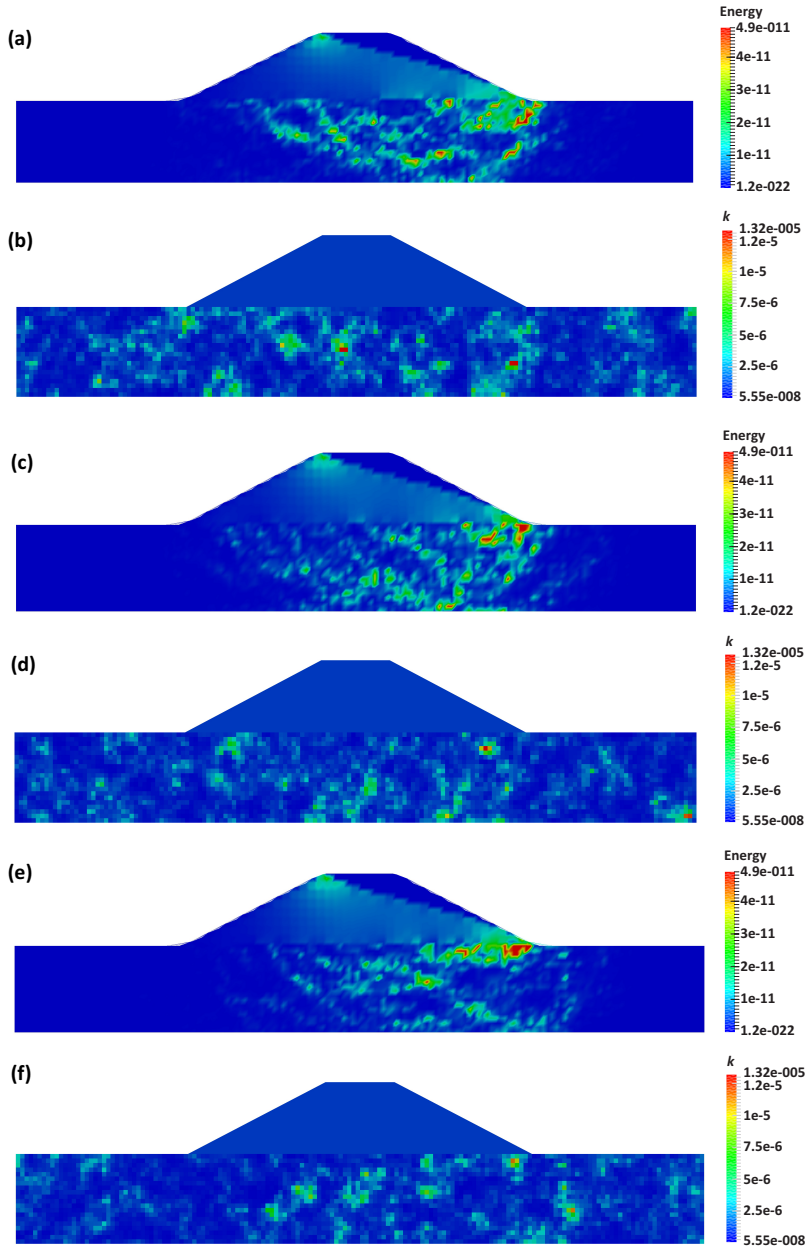 (a)
Energy
4.9e-011
4e-11
3e-11
2e-11
1e-11
1.2e-022
(b)
k
1.32e-005
1.2e-5
1e-5
7.5e-6
5e-6
2.5e-6
5.55e-008
(c)
Energy
4.9e-011
4e-11
3e-11
2e-11
1e-11
1.2e-022
(d)
k
1.32e-005
1.2e-5
1e-5
7.5e-6
5e-6
2.5e-6
5.55e-008
(e)
Energy
4.9e-011
4e-11
3e-11
2e-11
1e-11
1.2e-022
(f)
k
1.32e-005
1.2e-5
1e-5
7.5e-6
5e-6
2.5e-6
5.55e-008